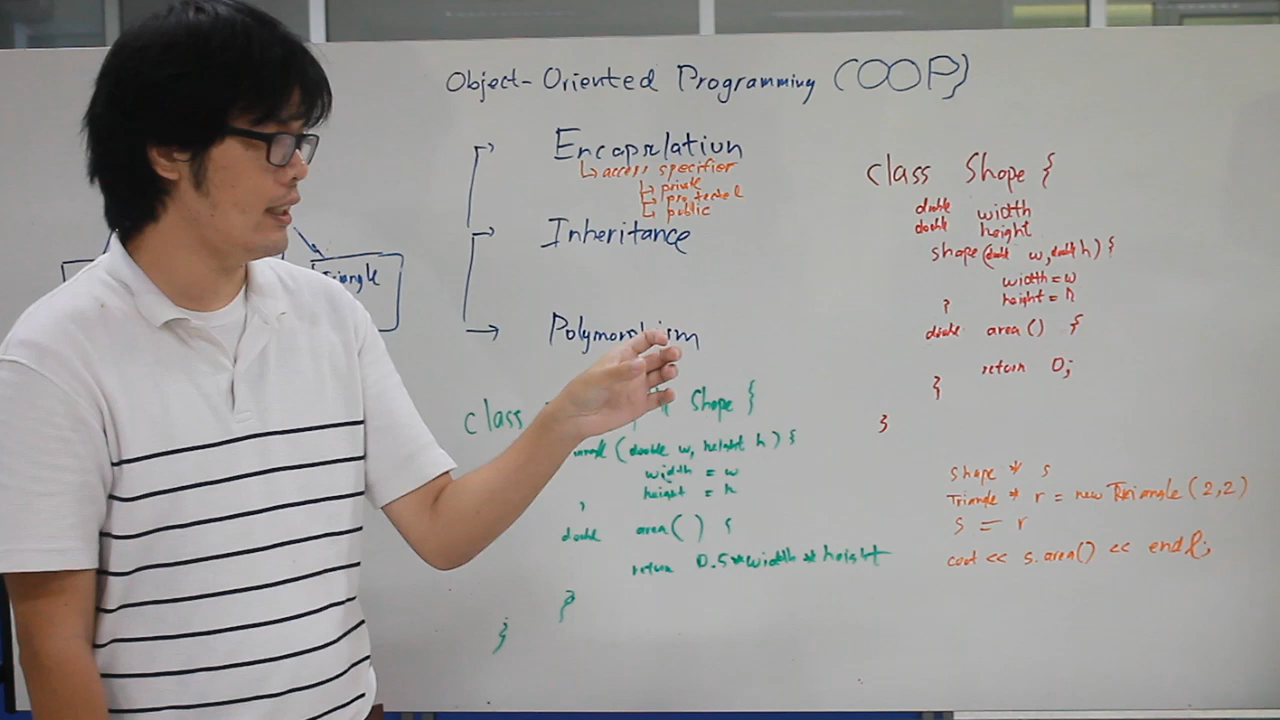 Object-Oriented Programming (OOP)
Encapslation
access specifier
private
protected
public
Inheritance
Polymorphism
Triangle
class Shape {
width = w
(double w, height h) {
height = h
}
double area() {
return 0.5*width*height
}
}
class Shape {
double width
double height
shape(double w, double h) {
width = w
height = h
}
double area() {
return 0;
}
}
Shape * s
Triangle * r = new Triangle (2,2)
s = r
cout << s.area() << endl;